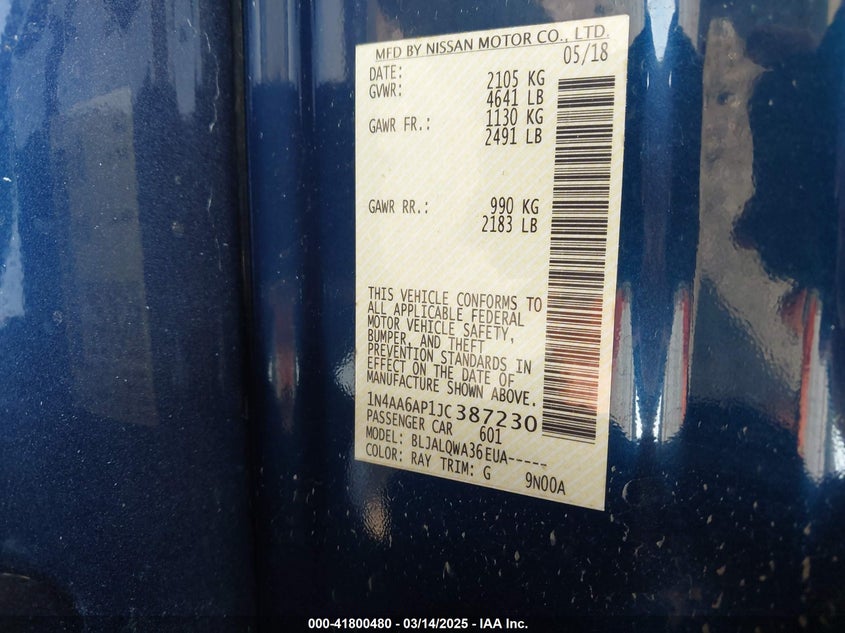 MFD BY NISSAN MOTOR CO., LTD.
DATE: 05/18
GVWR: 2105 KG
4641 LB
GAWR FR.: 1130 KG
2491 LB
GAWR RR.: 990 KG
2183 LB
THIS VEHICLE CONFORMS TO
ALL APPLICABLE FEDERAL
MOTOR VEHICLE SAFETY,
BUMPER, AND THEFT
PREVENTION STANDARDS IN
EFFECT ON THE DATE OF
MANUFACTURE SHOWN ABOVE.
1N4AA6AP1JC387230
PASSENGER CAR 601
MODEL: BLJALQWA36EUA-----
COLOR: RAY TRIM: G 9N00A
000-41800480 - 03/14/2025 - IAA Inc.